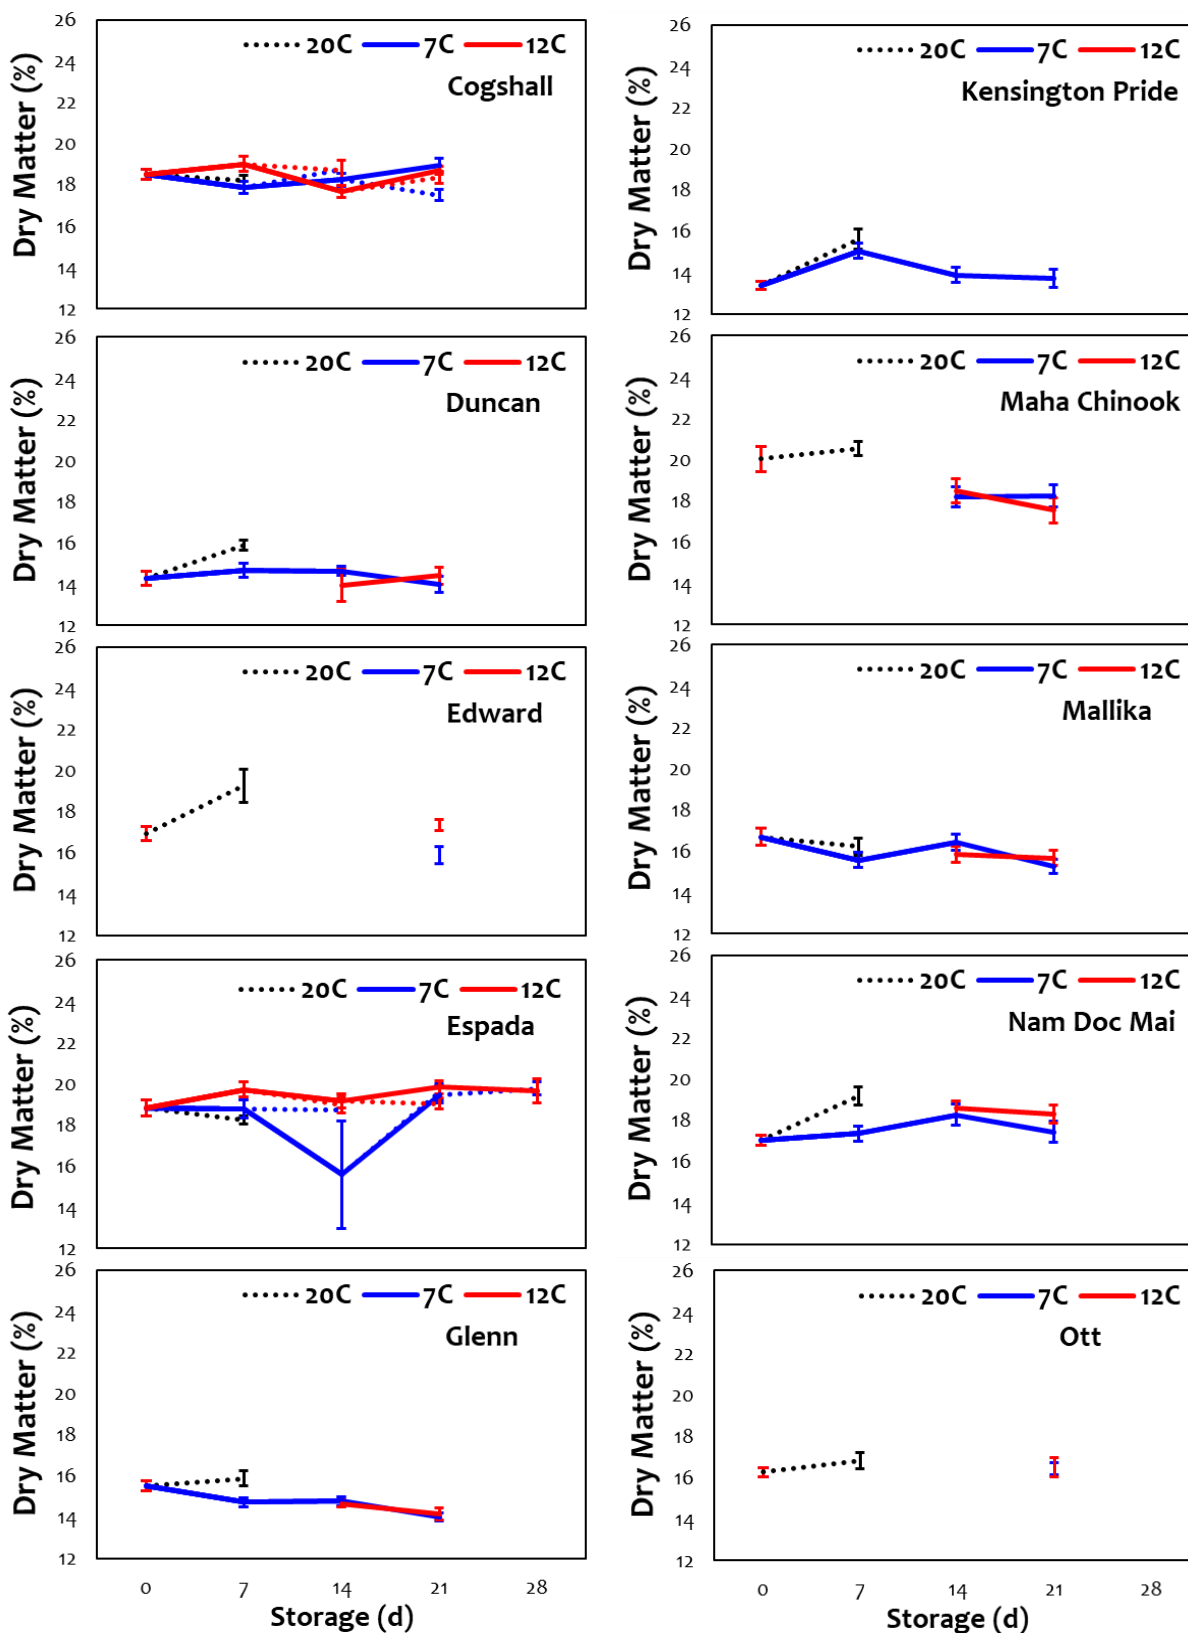 26
24
22
20
18
16
14
12
Dry Matter (%)
20C 7C 12C
Cogshall
26
24
22
20
18
16
14
12
Dry Matter (%)
20C 7C 12C
Kensington Pride
26
24
22
20
18
16
14
12
Dry Matter (%)
20C 7C 12C
Duncan
26
24
22
20
18
16
14
12
Dry Matter (%)
20C 7C 12C
Maha Chinook
26
24
22
20
18
16
14
12
Dry Matter (%)
20C 7C 12C
Edward
26
24
22
20
18
16
14
12
Dry Matter (%)
20C 7C 12C
Mallika
26
24
22
20
18
16
14
12
Dry Matter (%)
20C 7C 12C
Espada
26
24
22
20
18
16
14
12
Dry Matter (%)
20C 7C 12C
Nam Doc Mai
26
24
22
20
18
16
14
12
Dry Matter (%)
20C 7C 12C
Glenn
0 7 14 21 28
Storage (d)
26
24
22
20
18
16
14
12
Dry Matter (%)
20C 7C 12C
Ott
0 7 14 21 28
Storage (d)